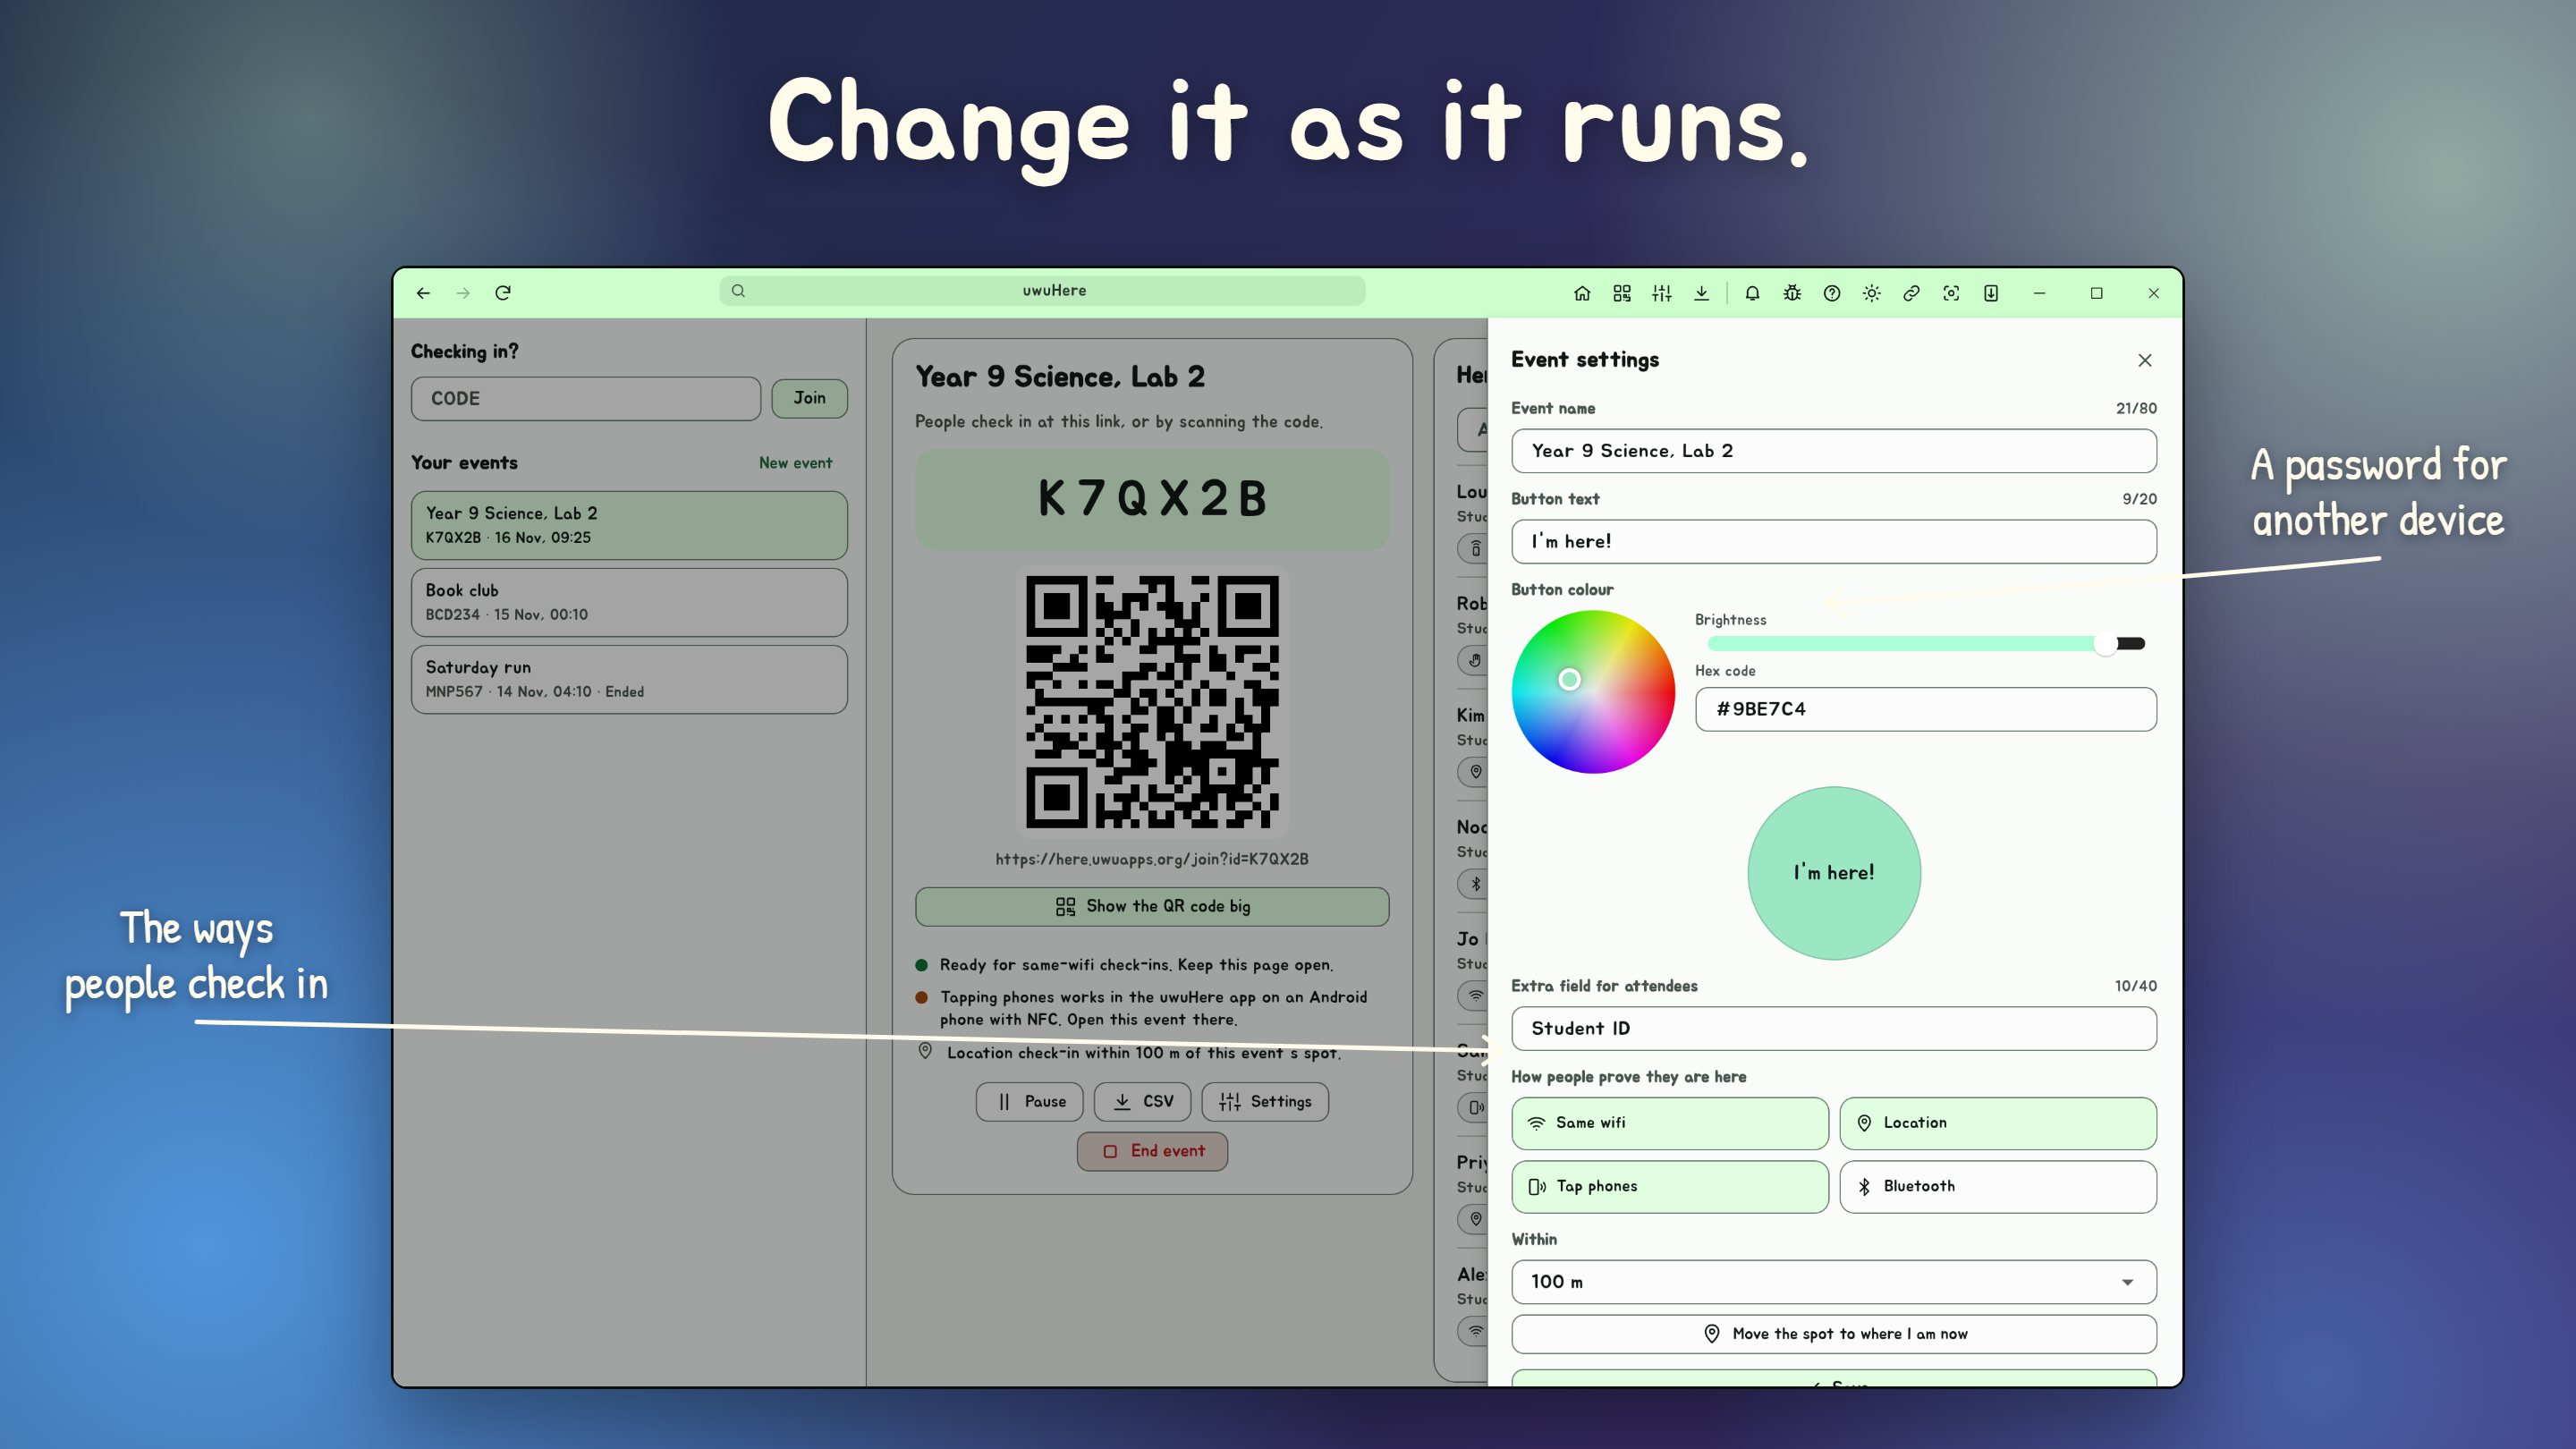 Change it as it runs.
uwuHere
Checking in?
CODE
Join
Your events
New event
Year 9 Science, Lab 2
K7QX2B · 16 Nov, 09:25
Book club
BCD234 · 15 Nov, 00:10
Saturday run
MNP567 · 14 Nov, 04:10 · Ended
Year 9 Science, Lab 2
People check in at this link, or by scanning the code.
K7QX2B
https://here.uwuapps.org/join?id=K7QX2B
Show the QR code big
Ready for same-wifi check-ins. Keep this page open.
Tapping phones works in the uwuHere app on an Android
phone with NFC. Open this event there.
Location check-in within 100 m of this event s spot.
Pause
CSV
Settings
End event
Kim
Jo
Event settings
Event name
21/80
Year 9 Science, Lab 2
Button text
9/20
I'm here!
Button colour
Brightness
Hex code
#9BE7C4
I'm here!
Extra field for attendees
10/40
Student ID
How people prove they are here
Same wifi
Location
Tap phones
Bluetooth
Within
100 m
Move the spot to where I am now
A password for
another device
The ways
people check in